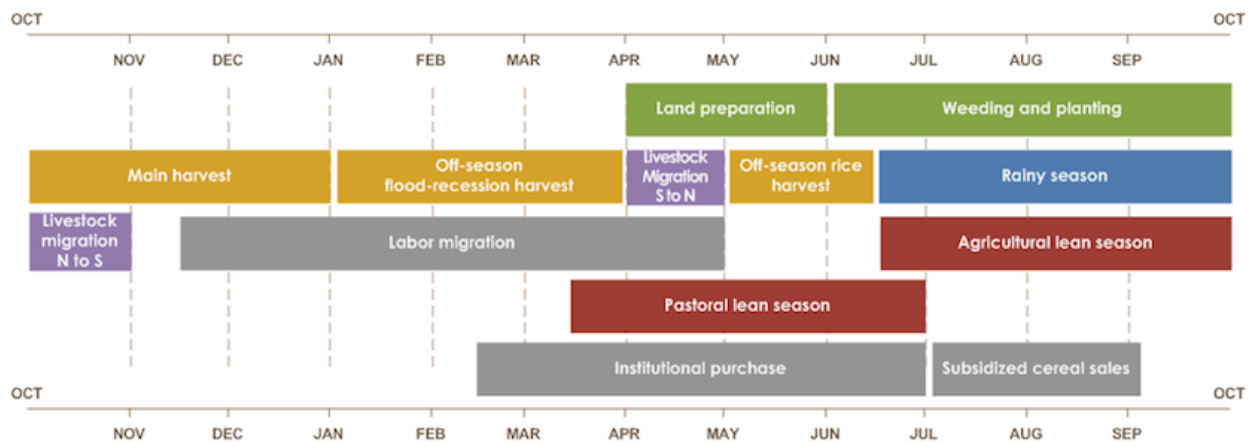 OCT OCT
NOV DEC JAN FEB MAR APR MAY JUN JUL AUG SEP
Land preparation
Weeding and planting
Main harvest
Off-season
flood-recession harvest
Livestock
Migration
S to N
Off-season rice
harvest
Rainy season
Livestock
migration
N to S
Labor migration
Agricultural lean season
Pastoral lean season
Institutional purchase
Subsidized cereal sales
OCT OCT
NOV DEC JAN FEB MAR APR MAY JUN JUL AUG SEP